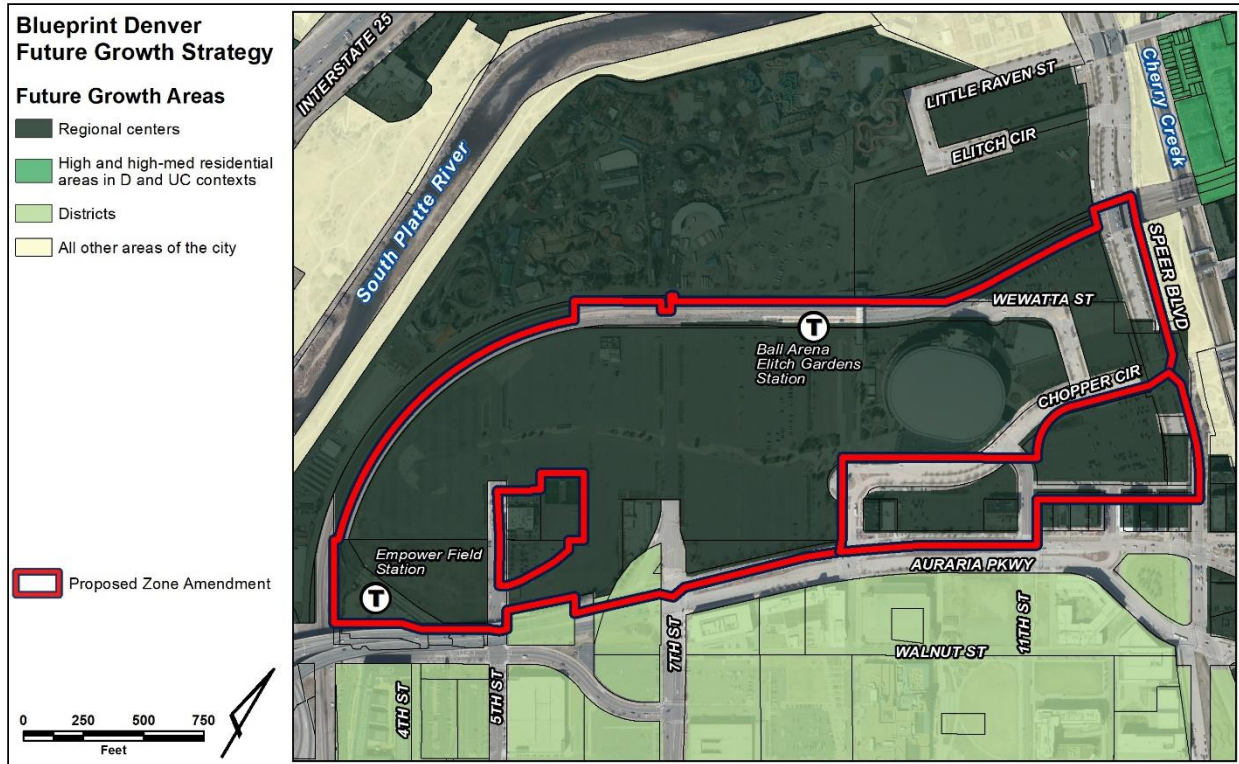 Blueprint Denver
Future Growth Strategy
Future Growth Areas
Regional centers
High and high-med residential
areas in D and UC contexts
Districts
All other areas of the city
Proposed Zone Amendment
0 250 500 750
Feet
INTERSTATE 25
South Platte River
LITTLE RAVEN ST
ELITCH CIR
Cherry Creek
SPEER BLVD
WEWATTA ST
T
Ball Arena
Elitch Gardens
Station
CHOPPER CIR
Empower Field
Station
T
AURARIA PKWY
WALNUT ST
4TH ST
5TH ST
7TH ST
11TH ST